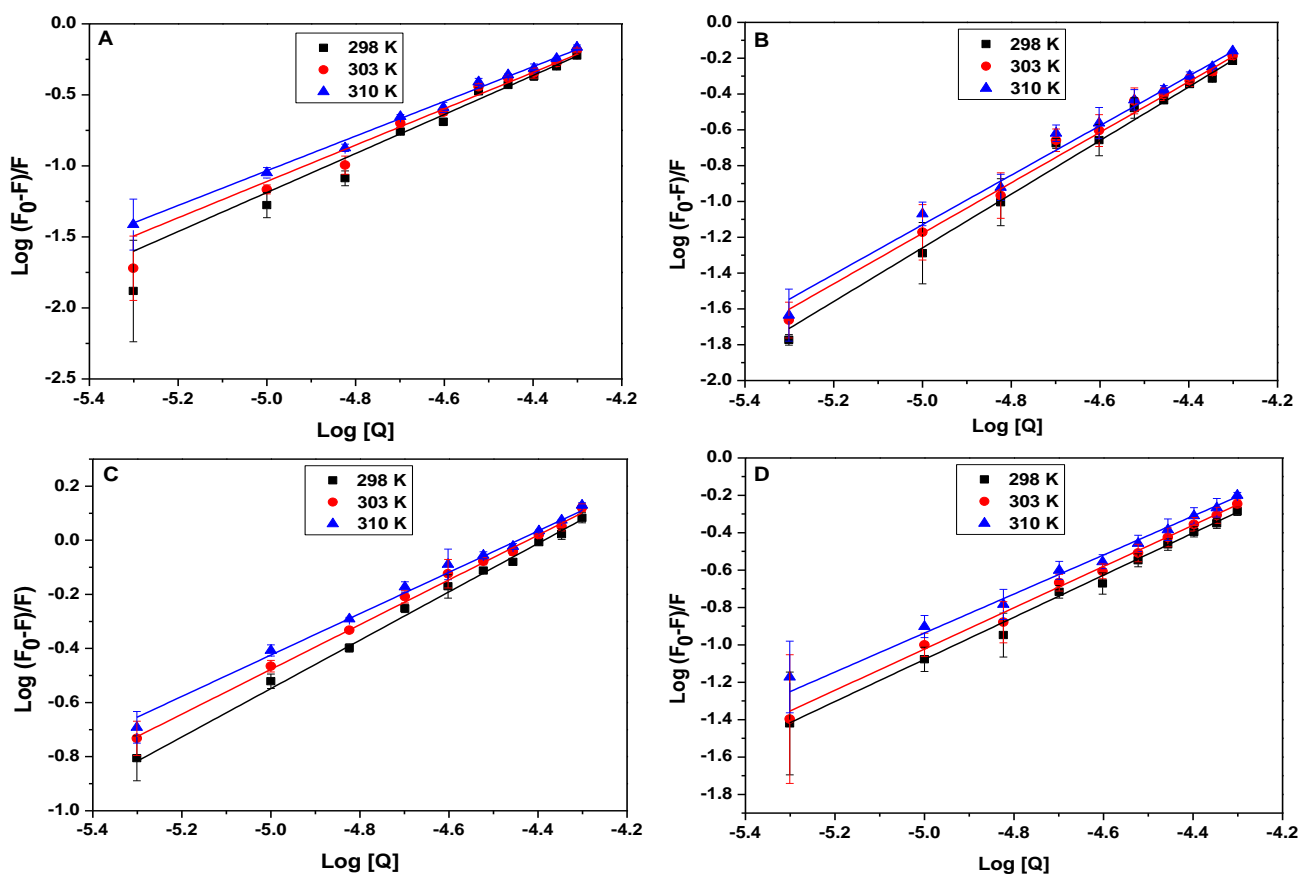 A
298 K
303 K
310 K
0.0
-0.5
-1.0
-1.5
-2.0
-2.5
Log (F0-F)/F
-5.4 -5.2 -5.0 -4.8 -4.6 -4.4 -4.2
Log [Q]
B
298 K
303 K
310 K
0.0
-0.2
-0.4
-0.6
-0.8
-1.0
-1.2
-1.4
-1.6
-1.8
-2.0
Log (F0-F)/F
-5.4 -5.2 -5.0 -4.8 -4.6 -4.4 -4.2
Log [Q]
C
298 K
303 K
310 K
0.2
0.0
-0.2
-0.4
-0.6
-0.8
-1.0
Log (F0-F)/F)
-5.4 -5.2 -5.0 -4.8 -4.6 -4.4 -4.2
Log [Q]
D
298 K
303 K
310 K
0.0
-0.2
-0.4
-0.6
-0.8
-1.0
-1.2
-1.4
-1.6
-1.8
Log (F0-F)/F
-5.4 -5.2 -5.0 -4.8 -4.6 -4.4 -4.2
Log [Q]